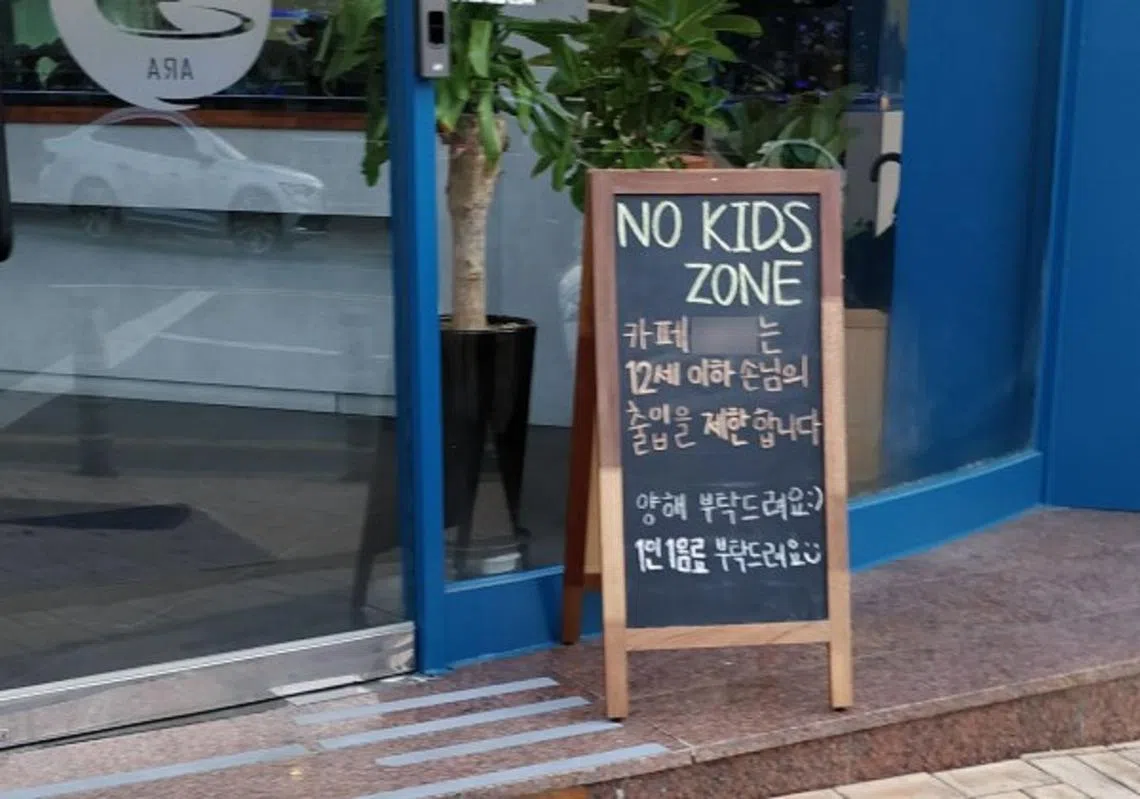 ARA
NO KIDS
ZONE
카페 는
12세 이하 손님의
출입을 제한합니다
양해 부탁드려요:)
1인 1음료 부탁드려요